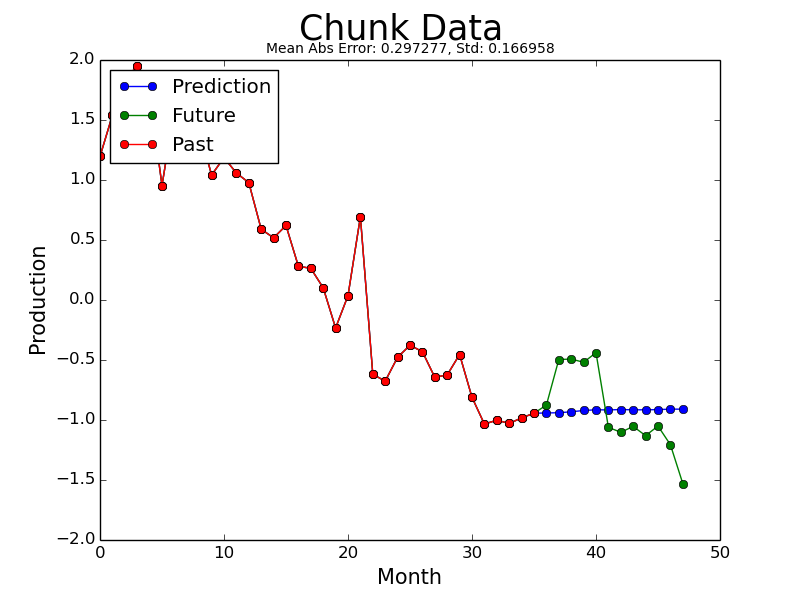 Chunk Data
Mean Abs Error: 0.297277, Std: 0.166958
2.0
1.5
1.0
0.5
0.0
−0.5
−1.0
−1.5
−2.0
Production
Prediction
Future
Past
0 10 20 30 40 50
Month